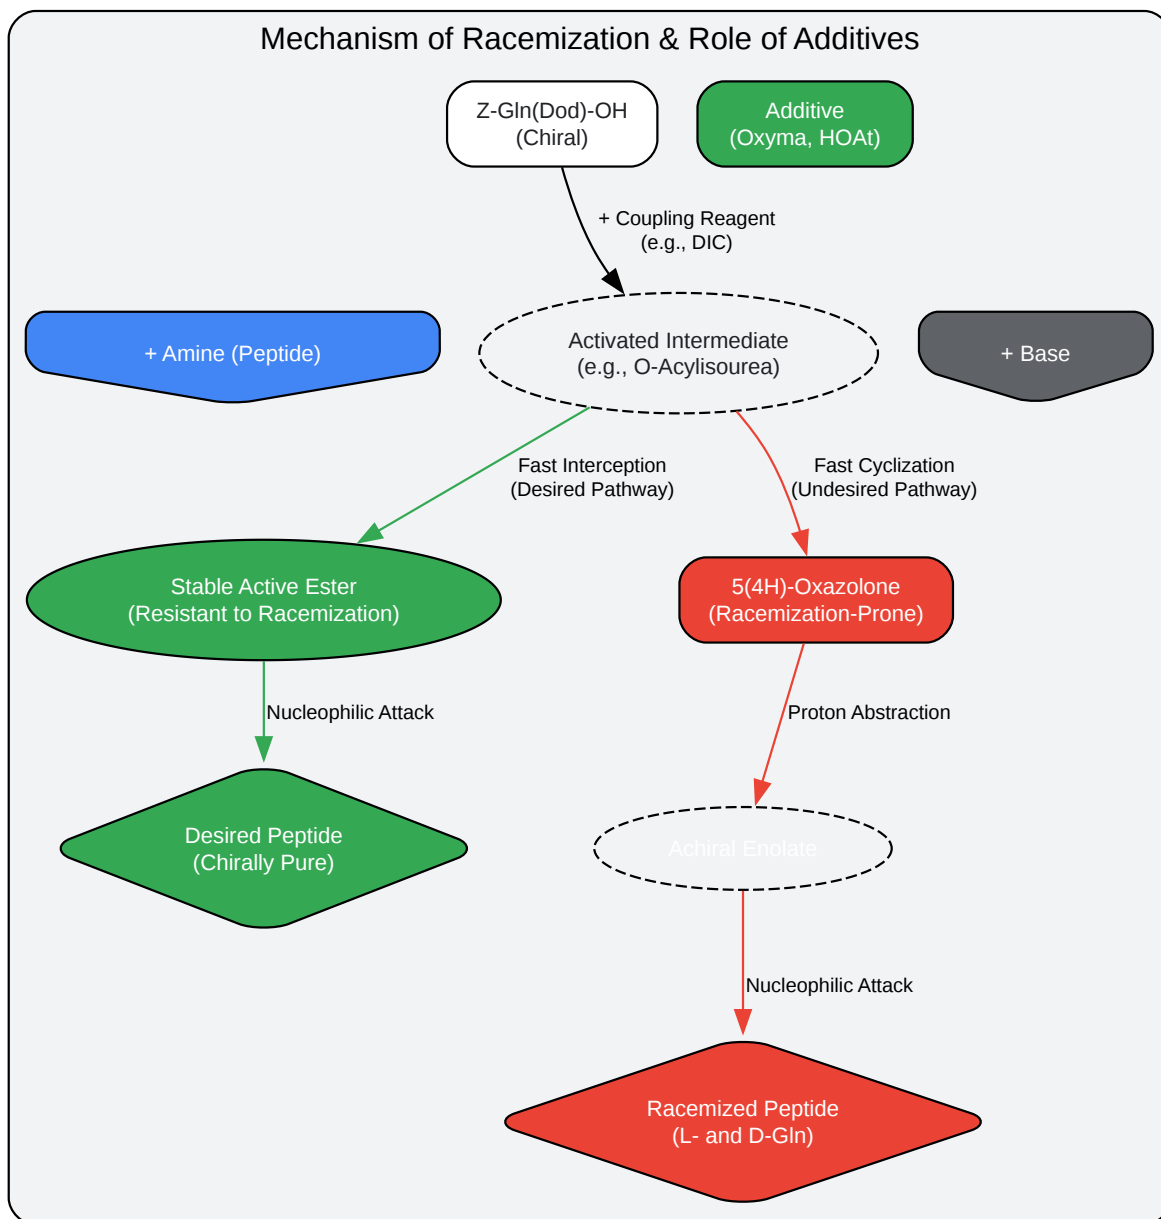 Mechanism of Racemization & Role of Additives
Z-Gln(Dod)-OH
(Chiral)
Additive
(Oxyma, HOAt)
+ Coupling Reagent
(e.g., DIC)
+ Amine (Peptide)
Activated Intermediate
(e.g., O-Acylisourea)
+ Base
Fast Interception
(Desired Pathway)
Fast Cyclization
(Undesired Pathway)
Stable Active Ester
(Resistant to Racemization)
5(4H)-Oxazolone
(Racemization-Prone)
Nucleophilic Attack
Proton Abstraction
Desired Peptide
(Chirally Pure)
Achiral Enolate
Nucleophilic Attack
Racemized Peptide
(L- and D-Gln)